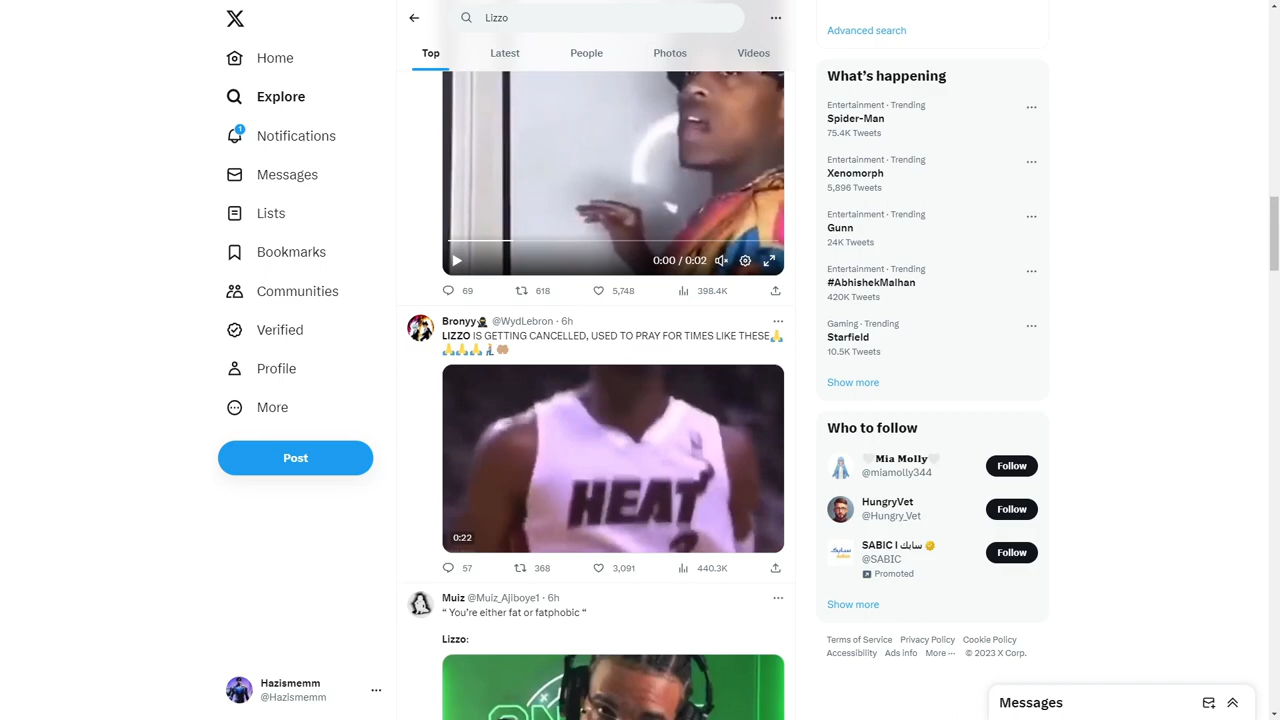 Lizzo
Top
Latest
People
Photos
Videos
Home
Explore
1
Notifications
Messages
Lists
Bookmarks
Communities
Verified
Profile
More
Post
Hazismemm
@Hazismemm
0:00 / 0:02
69
618
5,748
398.4K
Bronyy🥷 @WydLebron · 6h
LIZZO IS GETTING CANCELLED, USED TO PRAY FOR TIMES LIKE THESE🙏
🙏🙏🙏🧎🤲🏽
HEAT
0:22
57
368
3,091
440.3K
Muiz @Muiz_Ajiboye1 · 6h
“ You’re either fat or fatphobic “
Lizzo:
Advanced search
What’s happening
Entertainment · Trending
Spider-Man
75.4K Tweets
Entertainment · Trending
Xenomorph
5,896 Tweets
Entertainment · Trending
Gunn
24K Tweets
Entertainment · Trending
#AbhishekMalhan
420K Tweets
Gaming · Trending
Starfield
10.5K Tweets
Show more
Who to follow
🤍𝐌𝐢𝐚 𝐌𝐨𝐥𝐥𝐲🤍
@miamolly344
Follow
HungryVet
@Hungry_Vet
Follow
SABIC I سابك
@SABIC
Follow
Promoted
Show more
Terms of Service Privacy Policy Cookie Policy
Accessibility Ads info More ··· © 2023 X Corp.
Messages